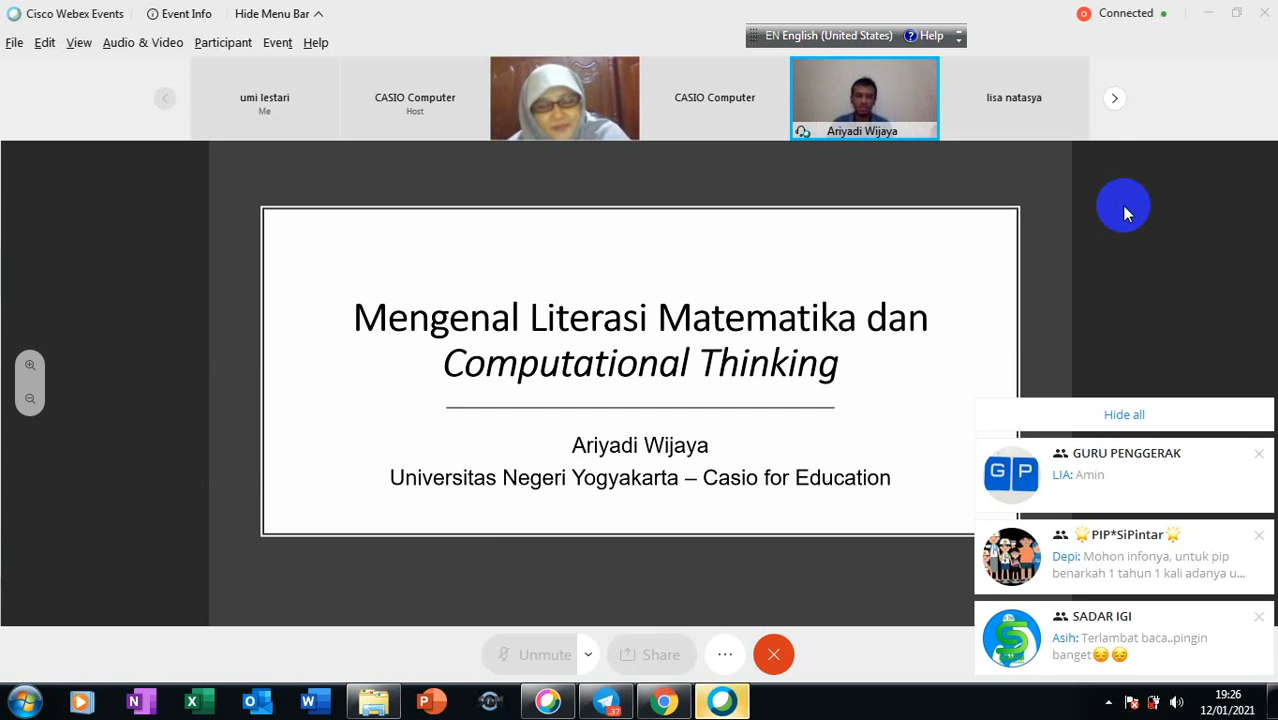 Cisco Webex Events
Event Info
Hide Menu Bar
Connected
File Edit View Audio & Video Participant Event Help
EN English (United States) Help
umi lestari
Me
CASIO Computer
Host
CASIO Computer
Ariyadi Wijaya
lisa natasya
Mengenal Literasi Matematika dan
Computational Thinking
Ariyadi Wijaya
Universitas Negeri Yogyakarta – Casio for Education
Hide all
GP
GURU PENGGERAK
LIA: Amin
🌟PIP*SiPintar🌟
Depi: Mohon infonya, untuk pip
benarkah 1 tahun 1 kali adanya u...
SADAR IGI
Asih: Terlambat baca..pingin
banget😔😔
Unmute
Share
37
19:26
12/01/2021